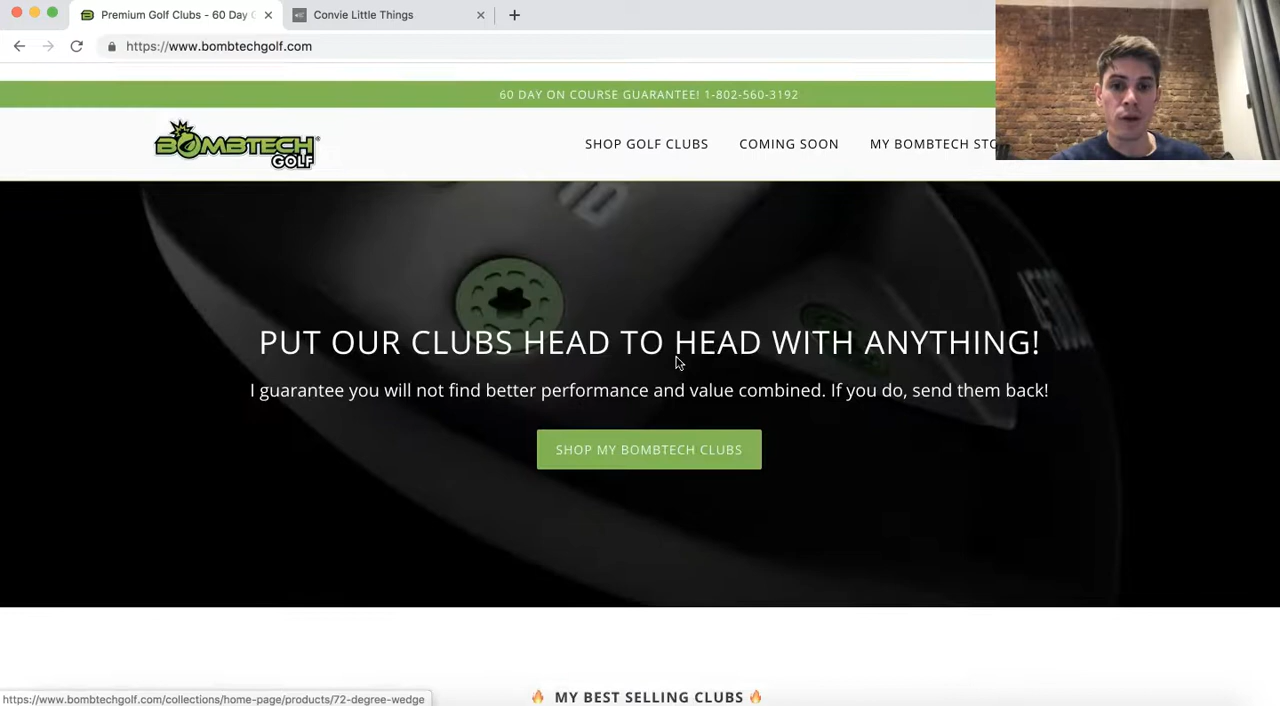 Premium Golf Clubs - 60 Day
Convie Little Things
https://www.bombtechgolf.com
60 DAY ON COURSE GUARANTEE! 1-802-560-3192
BOMBTECH
GOLF
SHOP GOLF CLUBS
COMING SOON
MY BOMBTECH STO
PUT OUR CLUBS HEAD TO HEAD WITH ANYTHING!
I guarantee you will not find better performance and value combined. If you do, send them back!
SHOP MY BOMBTECH CLUBS
🔥 MY BEST SELLING CLUBS 🔥
https://www.bombtechgolf.com/collections/home-page/products/72-degree-wedge